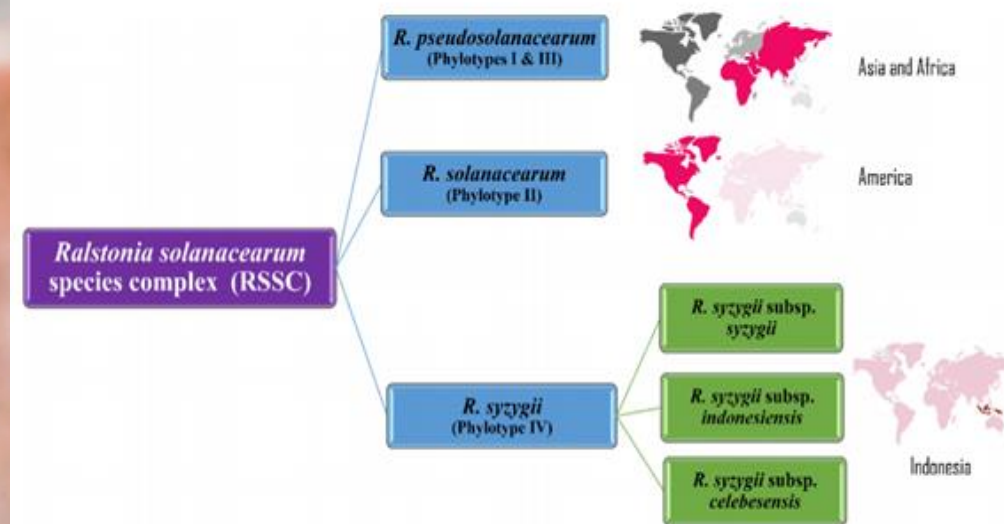 R. pseudosolanacearum
(Phylotypes I & III)
Asia and Africa
R. solanacearum
(Phylotype II)
America
Ralstonia solanacearum
species complex (RSSC)
R. syzygii subsp.
syzygii
R. syzygii
(Phylotype IV)
R. syzygii subsp.
indonesiensis
Indonesia
R. syzygii subsp.
celebesensis